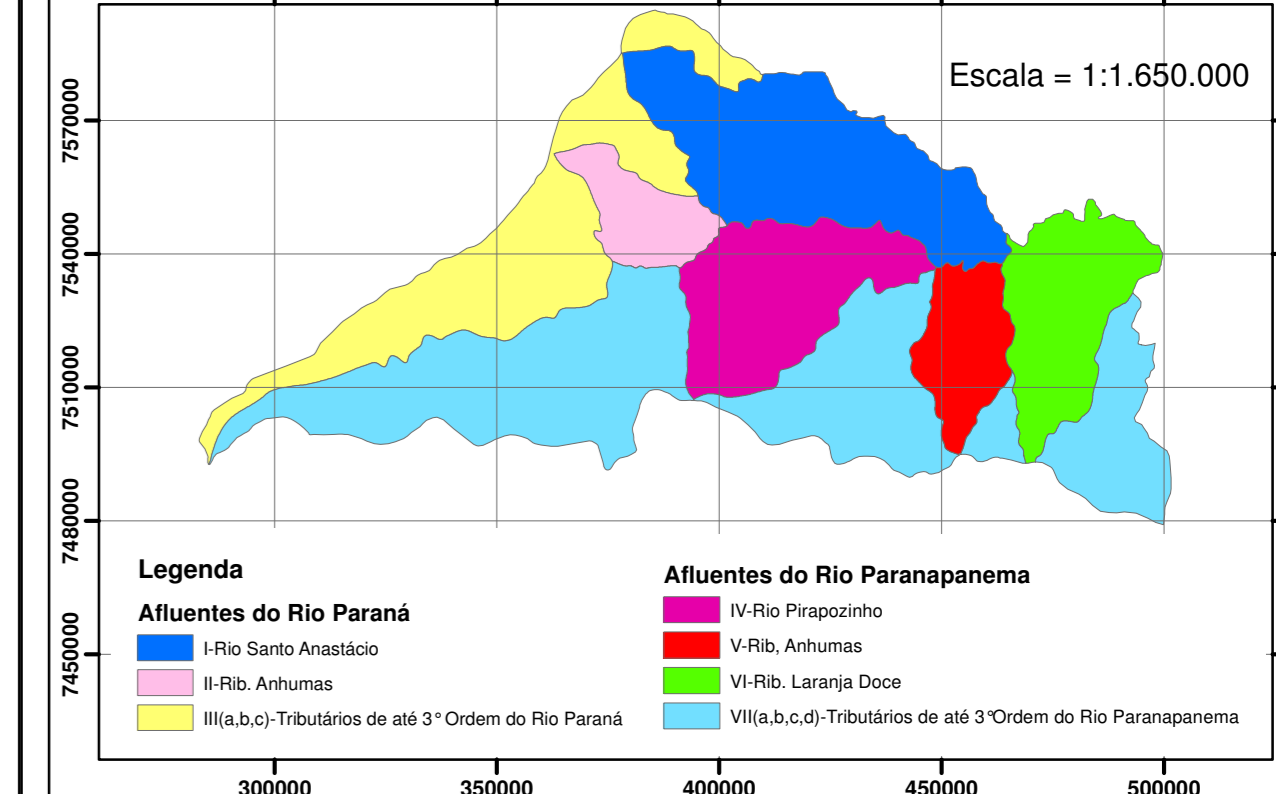 Escala = 1:1.650.000
7570000
7540000
7510000
7480000
7450000
Legenda
Afluentes do Rio Paraná
I-Rio Santo Anastácio
II-Rib. Anhumas
III(a,b,c)-Tributários de até 3° Ordem do Rio Paraná
Afluentes do Rio Paranapanema
IV-Rio Pirapozinho
V-Rib, Anhumas
VI-Rib. Laranja Doce
VII(a,b,c,d)-Tributários de até 3°Ordem do Rio Paranapanema
300000 350000 400000 450000 500000